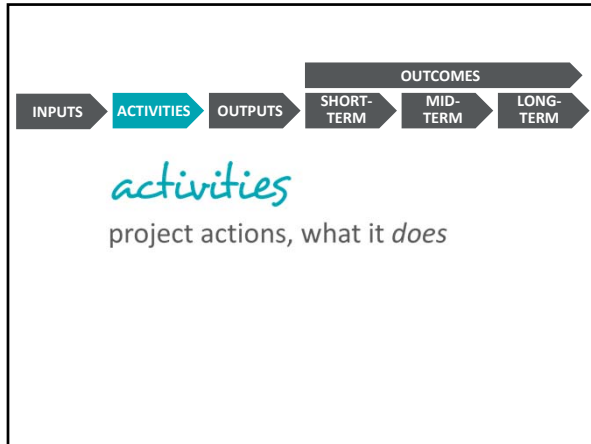 OUTCOMES
INPUTS
ACTIVITIES
OUTPUTS
SHORT-
TERM
MID-
TERM
LONG-
TERM
activities
project actions, what it does